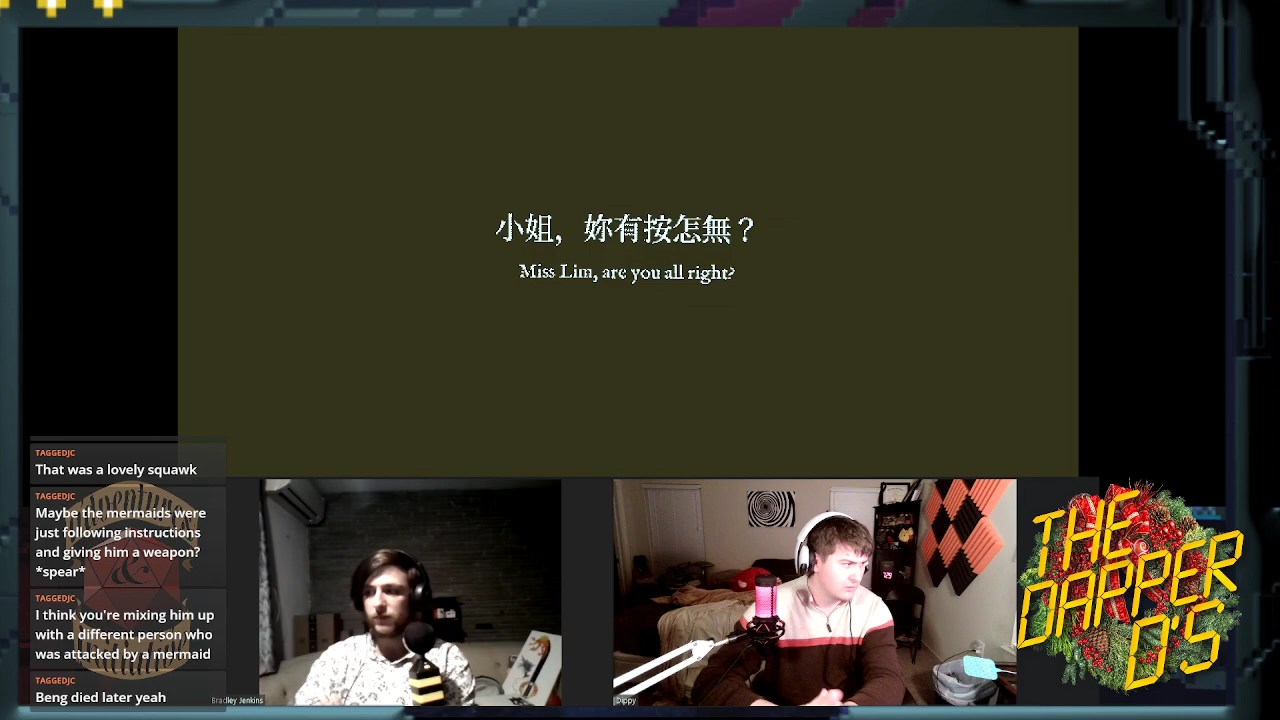 小姐，妳有按怎無？
Miss Lim, are you all right?
TAGGEDJC
That was a lovely squawk
TAGGEDJC
Maybe the mermaids were
just following instructions
and giving him a weapon?
*spear*
TAGGEDJC
I think you're mixing him up
with a different person who
was attacked by a mermaid
TAGGEDJC
Beng died later yeah
Adventures
&
Bradley Jenkins
Dippy
THE
DAPPER
D'S